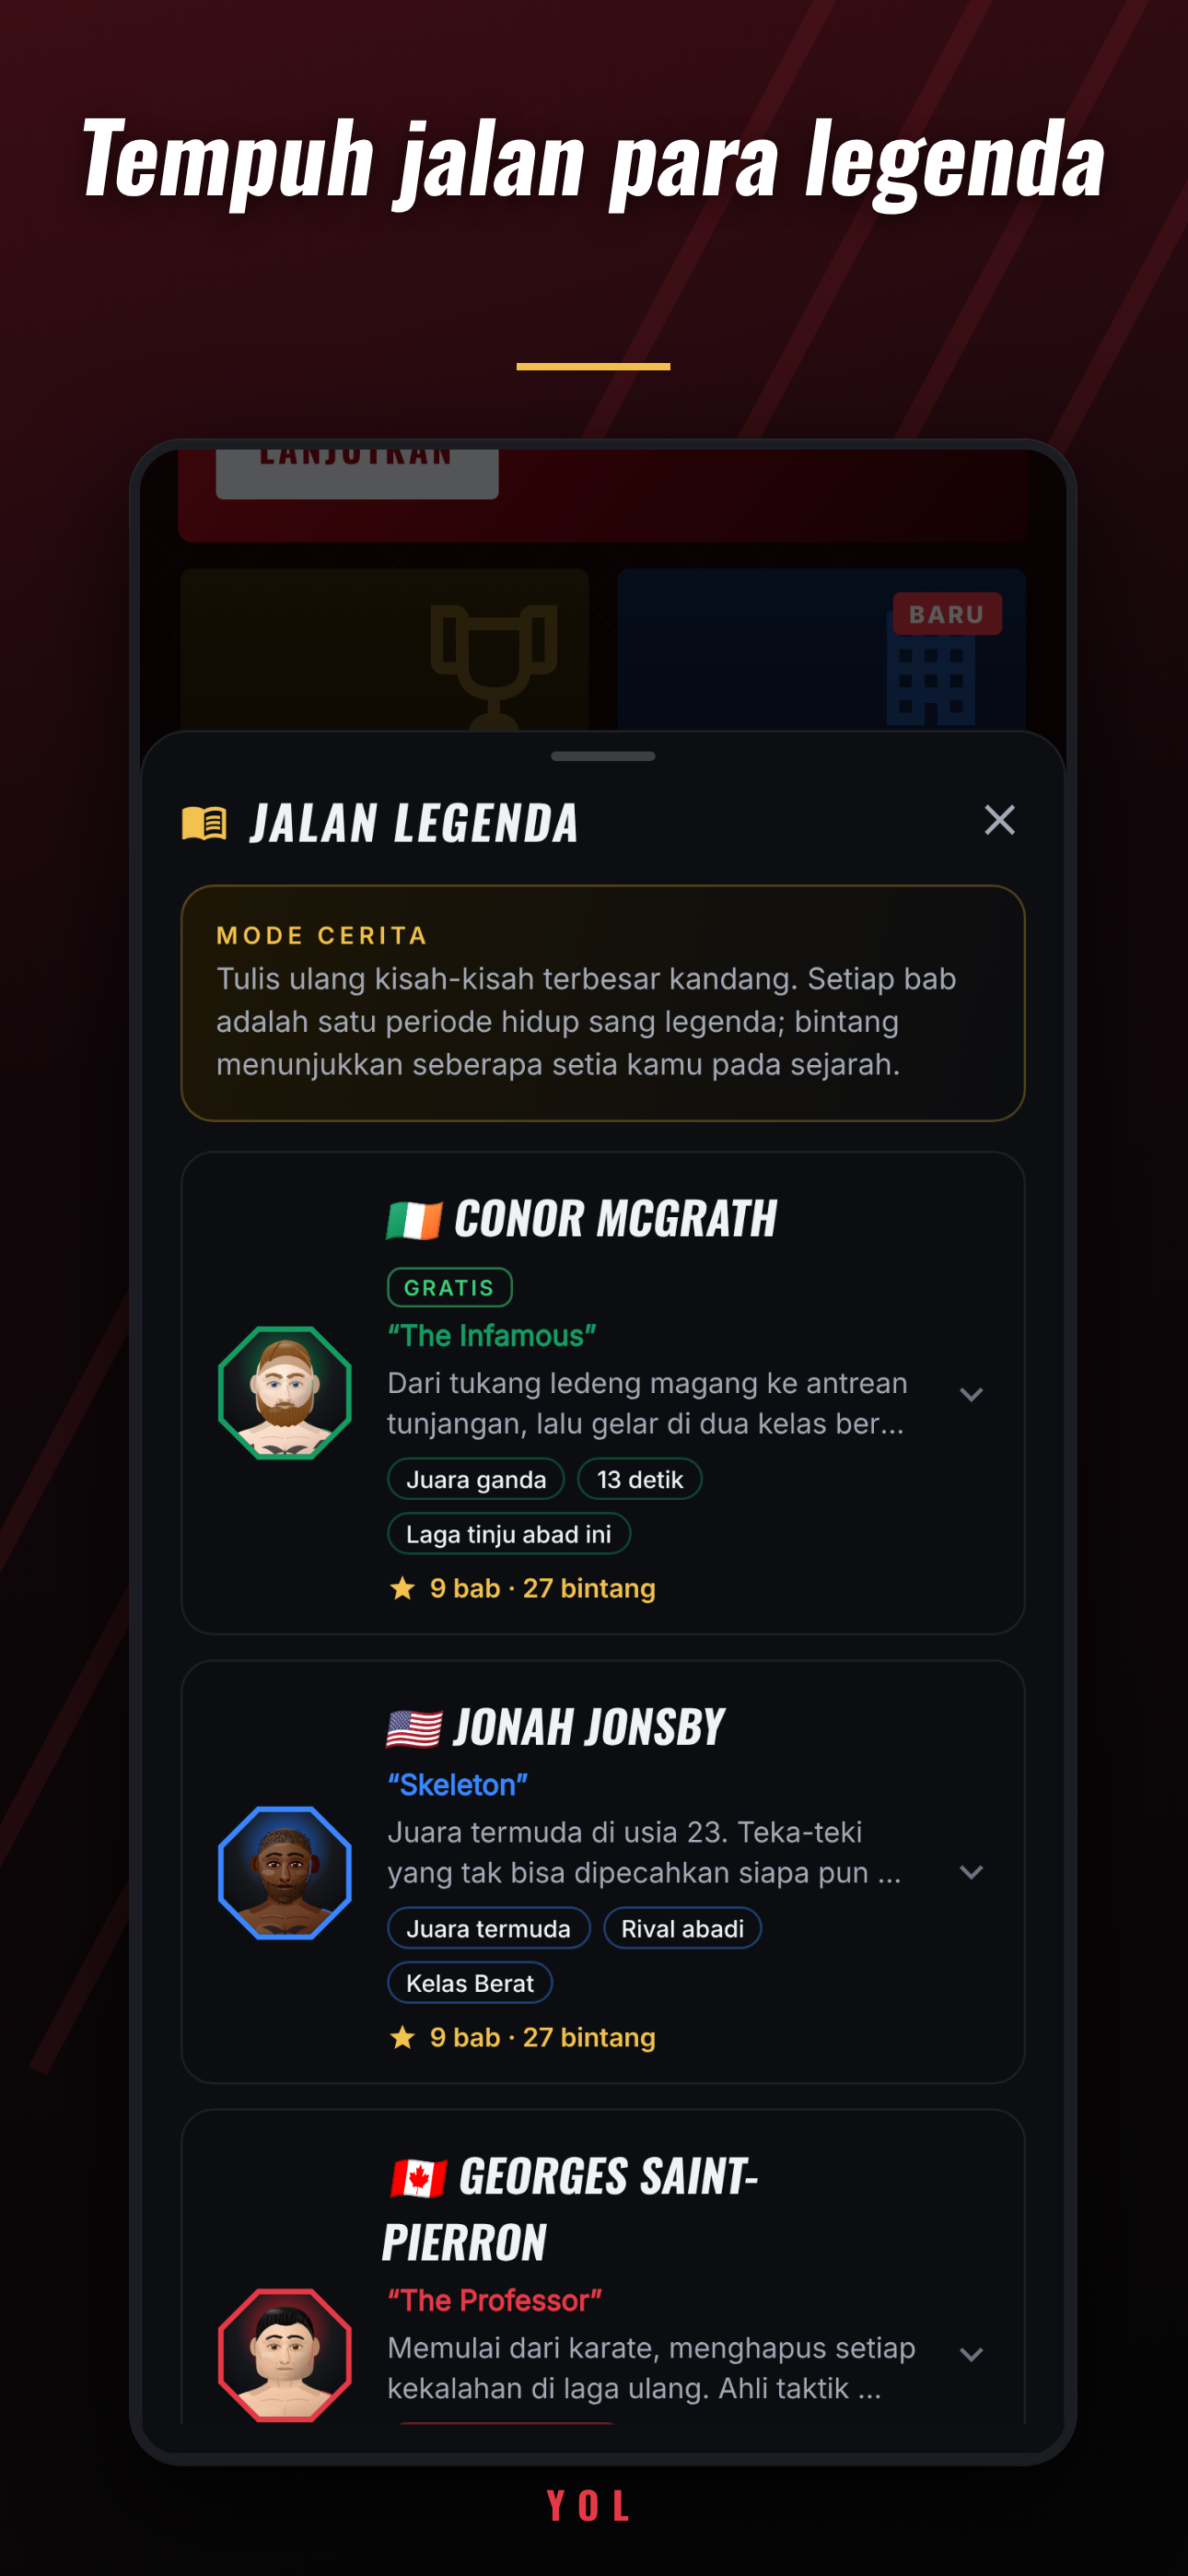 Tempuh jalan para legenda
LANJUTKAN
BARU
JALAN LEGENDA
MODE CERITA
Tulis ulang kisah-kisah terbesar kandang. Setiap bab
adalah satu periode hidup sang legenda; bintang
menunjukkan seberapa setia kamu pada sejarah.
CONOR MCGRATH
GRATIS
“The Infamous”
Dari tukang ledeng magang ke antrean
tunjangan, lalu gelar di dua kelas ber...
Juara ganda
13 detik
Laga tinju abad ini
9 bab · 27 bintang
JONAH JONSBY
“Skeleton”
Juara termuda di usia 23. Teka-teki
yang tak bisa dipecahkan siapa pun ...
Juara termuda
Rival abadi
Kelas Berat
9 bab · 27 bintang
GEORGES SAINT-
PIERRON
“The Professor”
Memulai dari karate, menghapus setiap
kekalahan di laga ulang. Ahli taktik ...
YOL